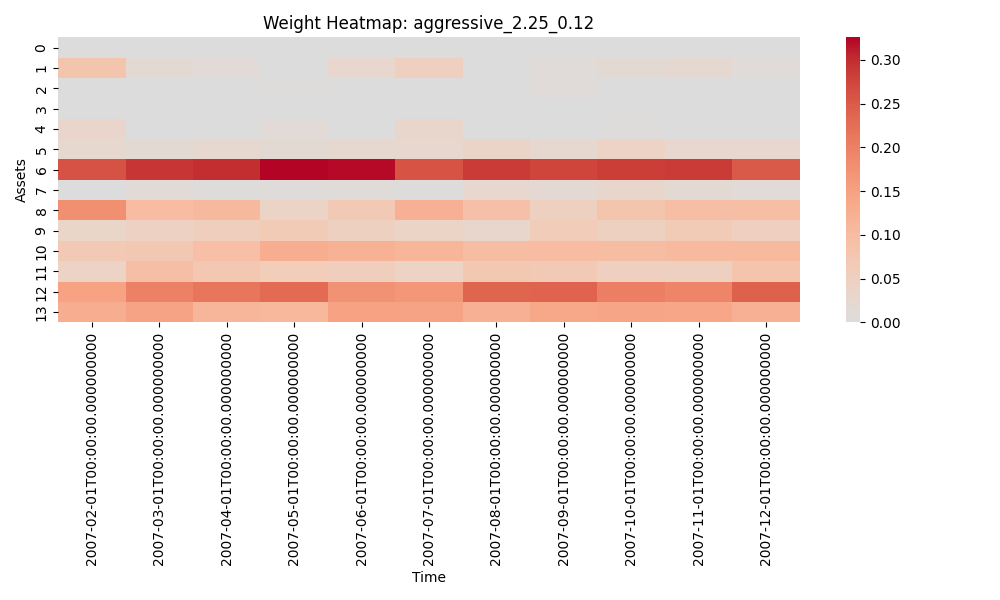 Weight Heatmap: aggressive_2.25_0.12
Assets
0
1
2
3
4
5
6
7
8
9
10
11
12
13
2007-02-01T00:00:00.000000000
2007-03-01T00:00:00.000000000
2007-04-01T00:00:00.000000000
2007-05-01T00:00:00.000000000
2007-06-01T00:00:00.000000000
2007-07-01T00:00:00.000000000
2007-08-01T00:00:00.000000000
2007-09-01T00:00:00.000000000
2007-10-01T00:00:00.000000000
2007-11-01T00:00:00.000000000
2007-12-01T00:00:00.000000000
Time
0.30
0.25
0.20
0.15
0.10
0.05
0.00